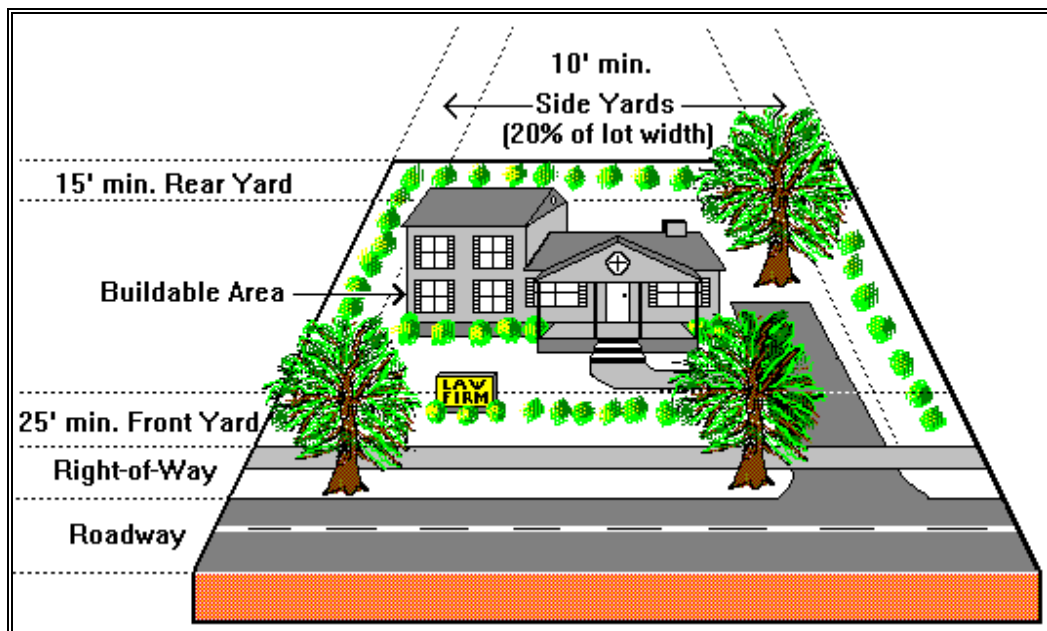 10' min.
Side Yards
(20% of lot width)
15' min. Rear Yard
Buildable Area
LAW
FIRM
25' min. Front Yard
Right-of-Way
Roadway